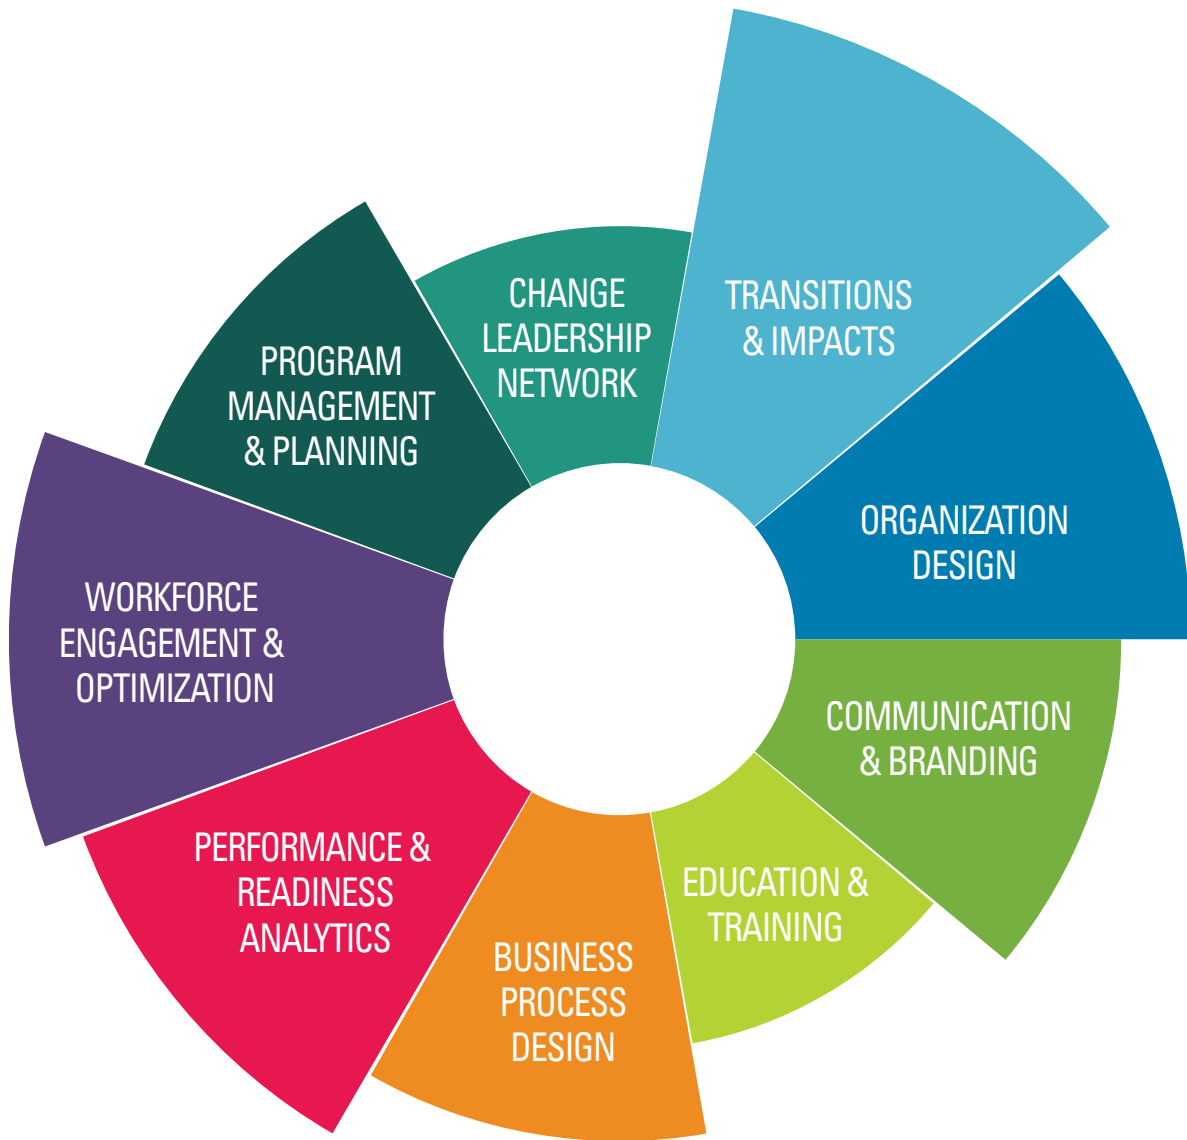 CHANGE
LEADERSHIP
NETWORK
TRANSITIONS
& IMPACTS
ORGANIZATION
DESIGN
COMMUNICATION
& BRANDING
EDUCATION &
TRAINING
BUSINESS
PROCESS
DESIGN
PERFORMANCE &
READINESS
ANALYTICS
WORKFORCE
ENGAGEMENT &
OPTIMIZATION
PROGRAM
MANAGEMENT
& PLANNING